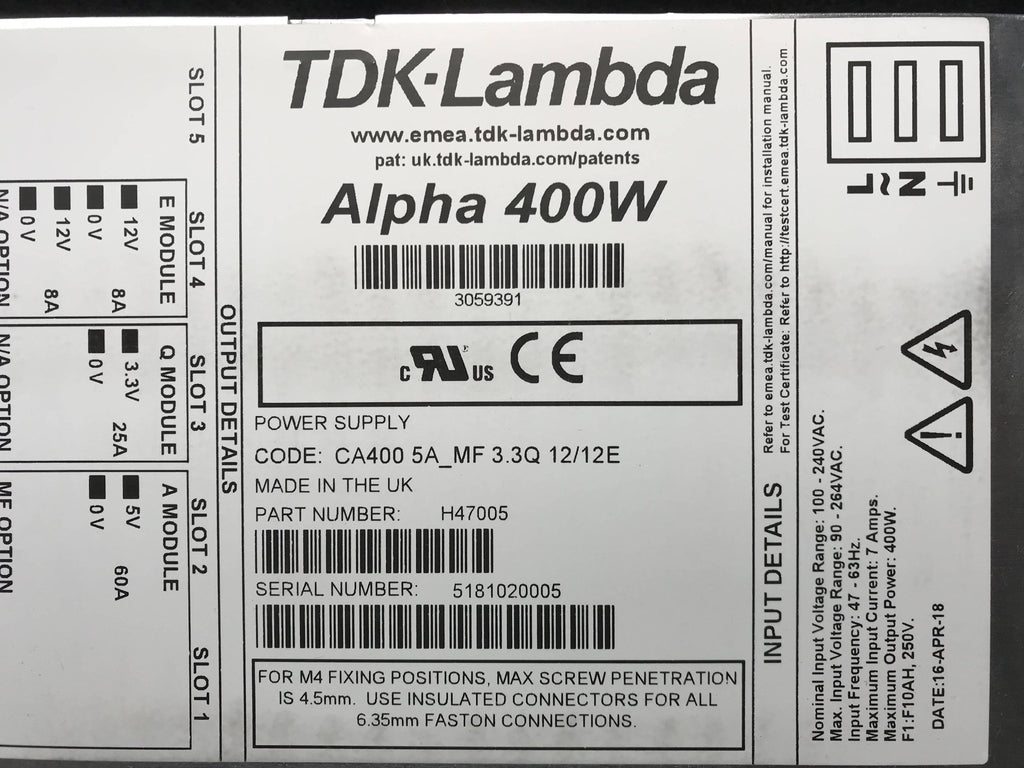 TDK-Lambda
www.emea.tdk-lambda.com
pat: uk.tdk-lambda.com/patents
Alpha 400W
3059391
c RU US CE
POWER SUPPLY
CODE: CA400 5A_MF 3.3Q 12/12E
MADE IN THE UK
PART NUMBER: H47005
SERIAL NUMBER: 5181020005
FOR M4 FIXING POSITIONS, MAX SCREW PENETRATION
IS 4.5mm. USE INSULATED CONNECTORS FOR ALL
6.35mm FASTON CONNECTIONS.
OUTPUT DETAILS
SLOT 5
SLOT 4
E MODULE
12V 8A
0V
12V 8A
0V
N/A OPTION
SLOT 3
Q MODULE
3.3V 25A
0V
N/A OPTION
SLOT 2
A MODULE
5V 60A
0V
MF OPTION
SLOT 1
Refer to emea.tdk-lambda.com/manual for installation manual.
For Test Certificate: Refer to http://testcert.emea.tdk-lambda.com
INPUT DETAILS
L
~
N
Nominal Input Voltage Range: 100 - 240VAC.
Max. Input Voltage Range: 90 - 264VAC.
Input Frequency: 47 - 63Hz.
Maximum Input Current: 7 Amps.
Maximum Output Power: 400W.
F1:F10AH, 250V.
DATE:16-APR-18